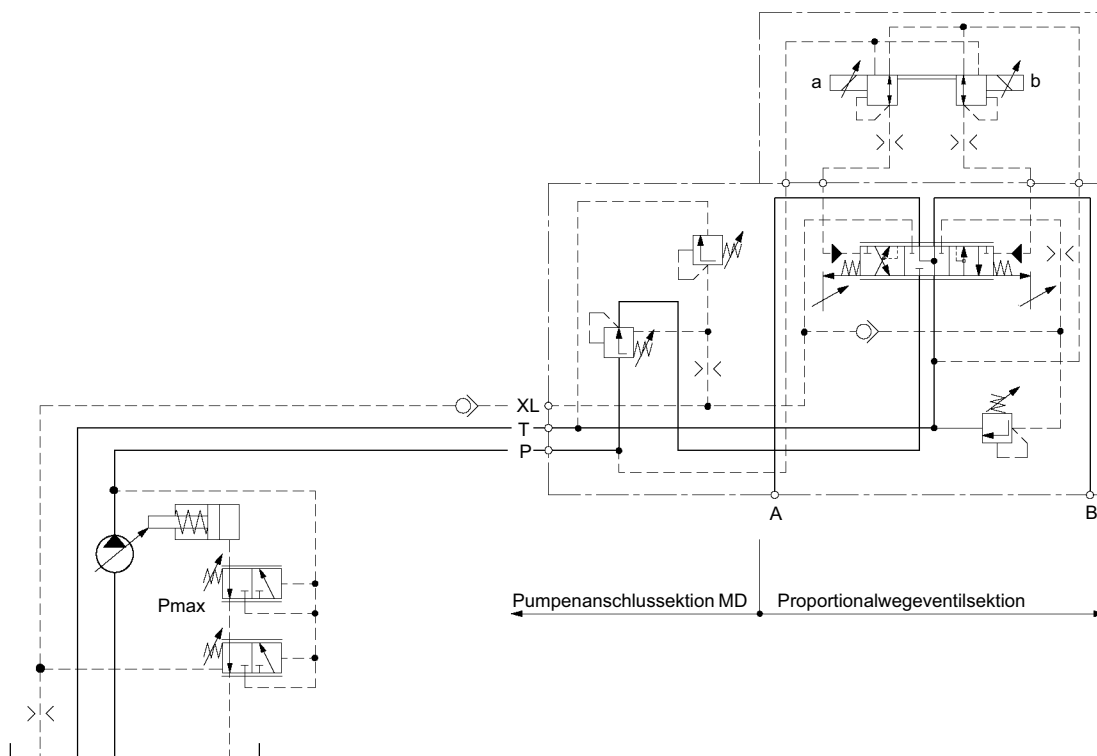 a
b
XL
T
P
A
B
Pmax
Pumpenanschlussektion MD
Proportionalwegeventilsektion